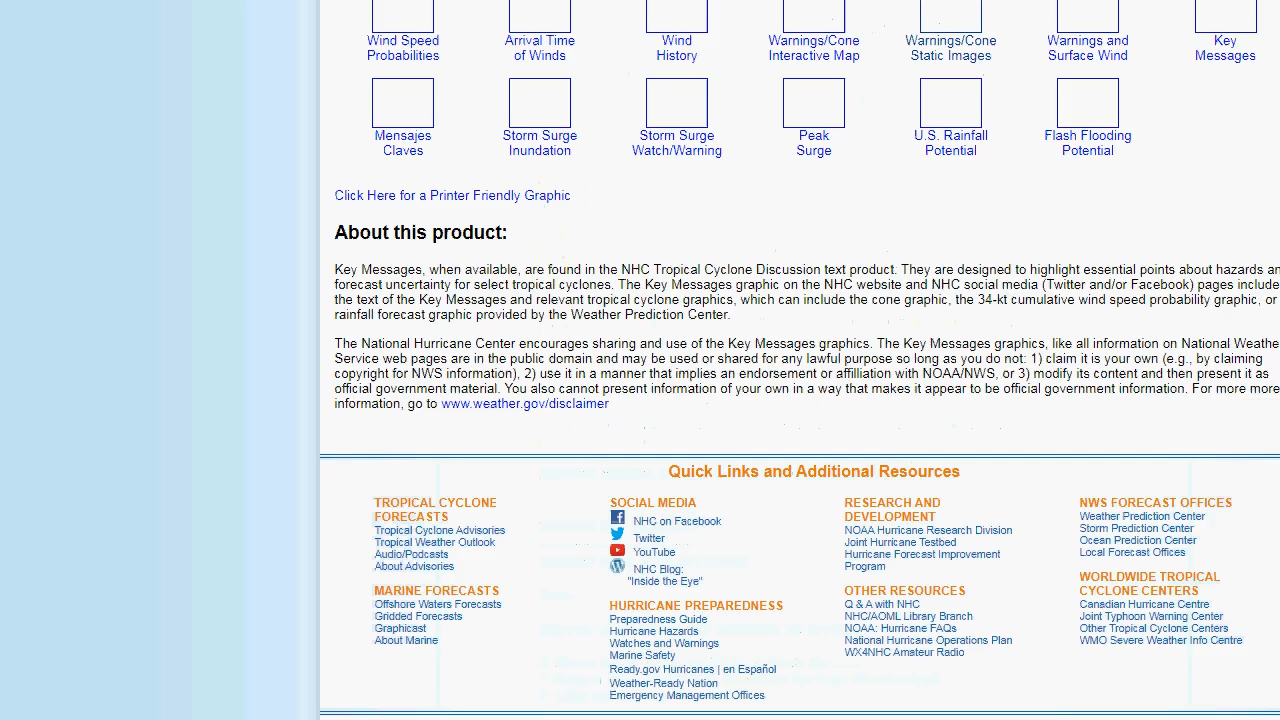 Wind Speed
Probabilities
Arrival Time
of Winds
Wind
History
Warnings/Cone
Interactive Map
Warnings/Cone
Static Images
Warnings and
Surface Wind
Key
Messages
Mensajes
Claves
Storm Surge
Inundation
Storm Surge
Watch/Warning
Peak
Surge
U.S. Rainfall
Potential
Flash Flooding
Potential
Click Here for a Printer Friendly Graphic
About this product:
Key Messages, when available, are found in the NHC Tropical Cyclone Discussion text product. They are designed to highlight essential points about hazards an
forecast uncertainty for select tropical cyclones. The Key Messages graphic on the NHC website and NHC social media (Twitter and/or Facebook) pages include
the text of the Key Messages and relevant tropical cyclone graphics, which can include the cone graphic, the 34-kt cumulative wind speed probability graphic, or
rainfall forecast graphic provided by the Weather Prediction Center.
The National Hurricane Center encourages sharing and use of the Key Messages graphics. The Key Messages graphics, like all information on National Weathe
Service web pages are in the public domain and may be used or shared for any lawful purpose so long as you do not: 1) claim it is your own (e.g., by claiming
copyright for NWS information), 2) use it in a manner that implies an endorsement or affilliation with NOAA/NWS, or 3) modify its content and then present it as
official government material. You also cannot present information of your own in a way that makes it appear to be official government information. For more more
information, go to www.weather.gov/disclaimer
Quick Links and Additional Resources
TROPICAL CYCLONE
FORECASTS
Tropical Cyclone Advisories
Tropical Weather Outlook
Audio/Podcasts
About Advisories
MARINE FORECASTS
Offshore Waters Forecasts
Gridded Forecasts
Graphicast
About Marine
SOCIAL MEDIA
NHC on Facebook
Twitter
YouTube
NHC Blog:
"Inside the Eye"
HURRICANE PREPAREDNESS
Preparedness Guide
Hurricane Hazards
Watches and Warnings
Marine Safety
Ready.gov Hurricanes | en Español
Weather-Ready Nation
Emergency Management Offices
RESEARCH AND
DEVELOPMENT
NOAA Hurricane Research Division
Joint Hurricane Testbed
Hurricane Forecast Improvement
Program
OTHER RESOURCES
Q & A with NHC
NHC/AOML Library Branch
NOAA: Hurricane FAQs
National Hurricane Operations Plan
WX4NHC Amateur Radio
NWS FORECAST OFFICES
Weather Prediction Center
Storm Prediction Center
Ocean Prediction Center
Local Forecast Offices
WORLDWIDE TROPICAL
CYCLONE CENTERS
Canadian Hurricane Centre
Joint Typhoon Warning Center
Other Tropical Cyclone Centers
WMO Severe Weather Info Centre